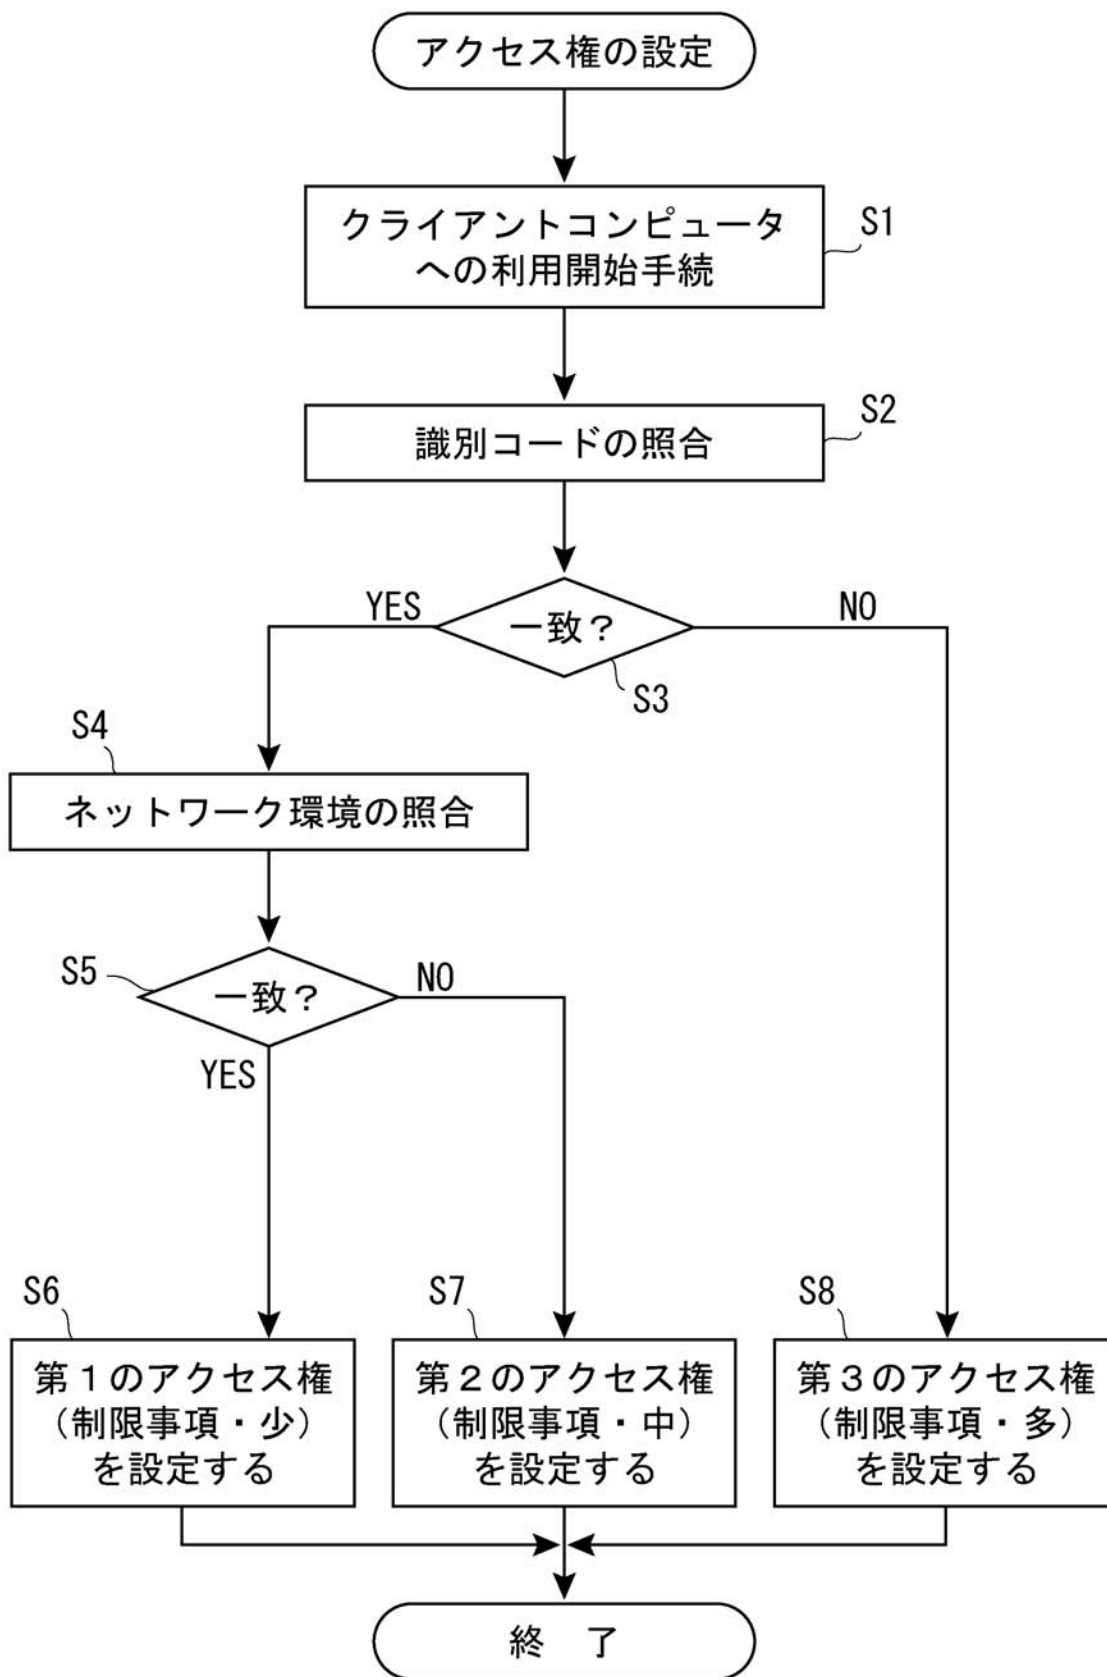 アクセス権の設定
クライアントコンピュータ
への利用開始手続
S1
識別コードの照合
S2
YES
一致？
NO
S3
S4
ネットワーク環境の照合
S5
一致？
NO
YES
S6
第１のアクセス権
（制限事項・少）
を設定する
S7
第２のアクセス権
（制限事項・中）
を設定する
S8
第３のアクセス権
（制限事項・多）
を設定する
終　了